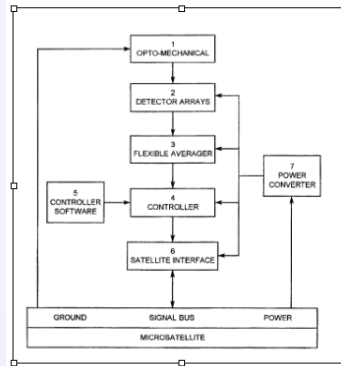 1
OPTO-MECHANICAL
2
DETECTOR ARRAYS
3
FLEXIBLE AVERAGER
7
POWER
CONVERTER
5
CONTROLLER
SOFTWARE
4
CONTROLLER
6
SATELLITE INTERFACE
GROUND SIGNAL BUS POWER
MICROSATELLITE